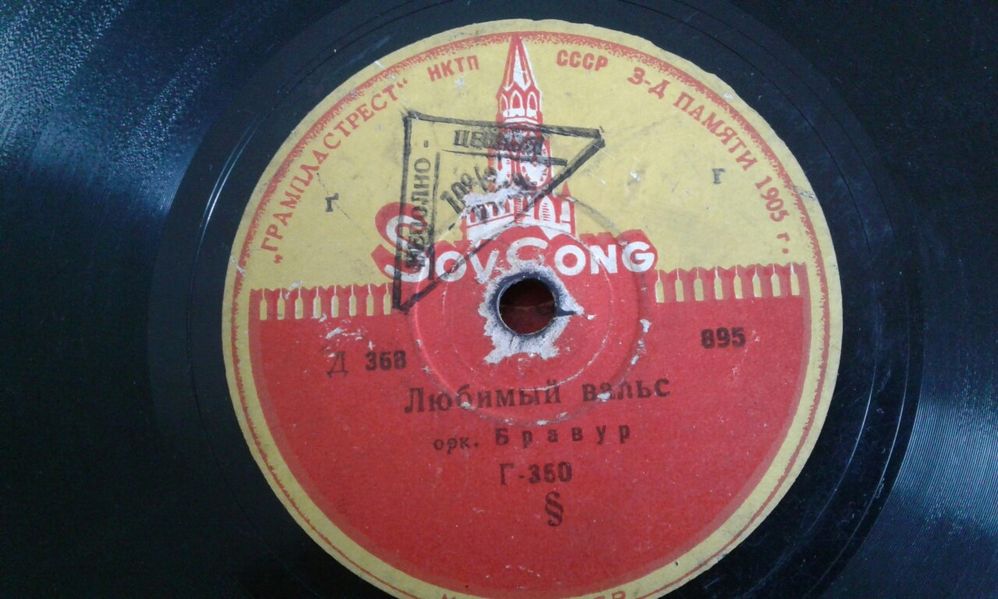 „ГРАМПЛАСТРЕСТ“ НКТП СССР З-Д ПАМЯТИ 1905 г.
Г Г
SovSong
Д 368 895
Любимый вальс
орк. Бравур
Г-350
§